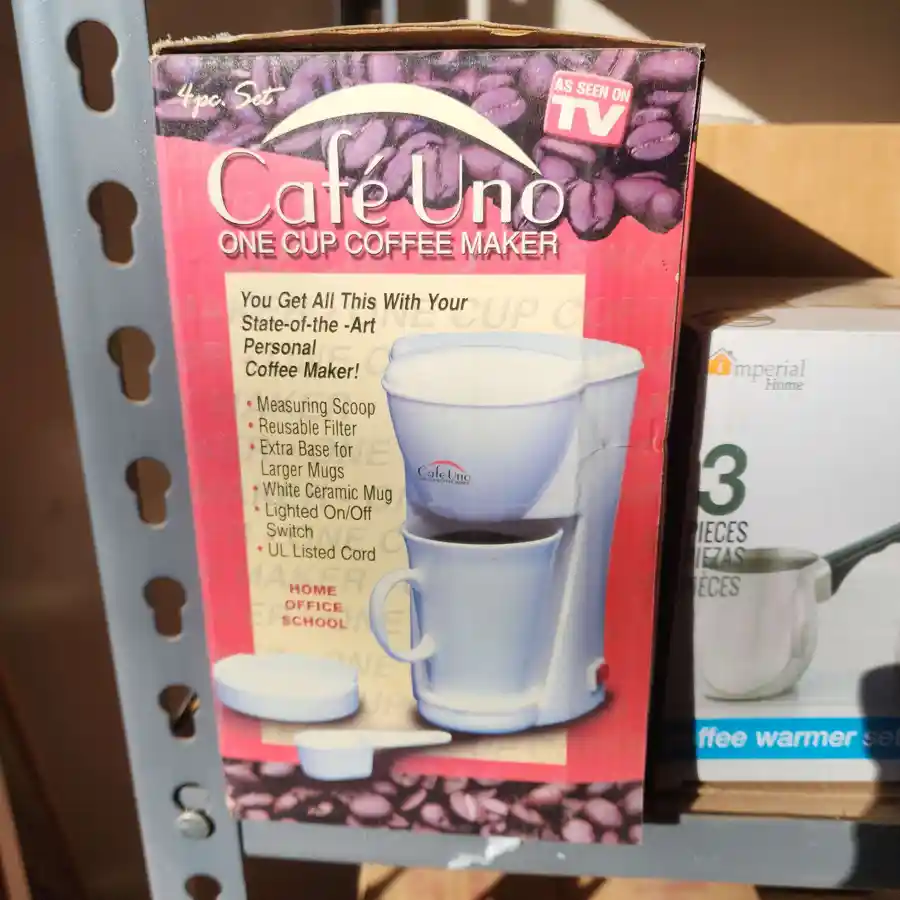 4pc. Set
AS SEEN ON
TV
Café Uno
ONE CUP COFFEE MAKER
You Get All This With Your
State-of-the -Art
Personal
Coffee Maker!
• Measuring Scoop
• Reusable Filter
• Extra Base for
Larger Mugs
• White Ceramic Mug
• Lighted On/Off
Switch
• UL Listed Cord
HOME
OFFICE
SCHOOL
Café Uno
Imperial
Home
3
PIECES
PIEZAS
PIÈCES
ffee warmer se